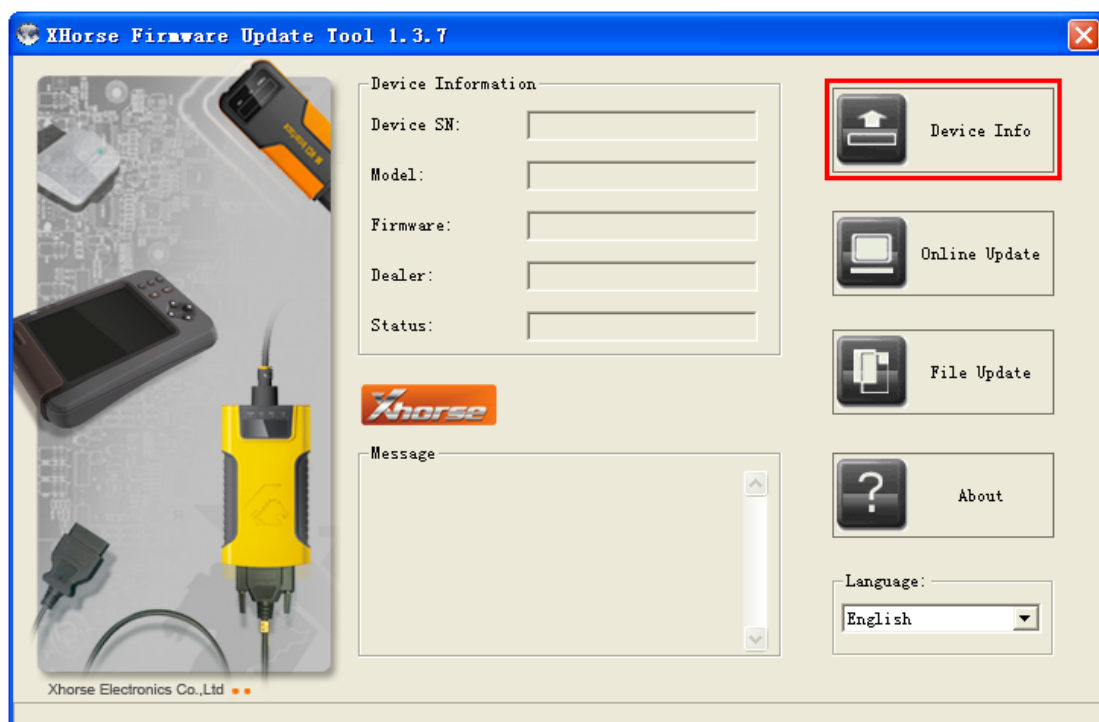 XHorse Firmware Update Tool 1.3.7
Device Information
Device SN:
Model:
Firmware:
Dealer:
Status:
Xhorse
Message
Device Info
Online Update
File Update
?
About
Language:
English
Xhorse Electronics Co.,Ltd